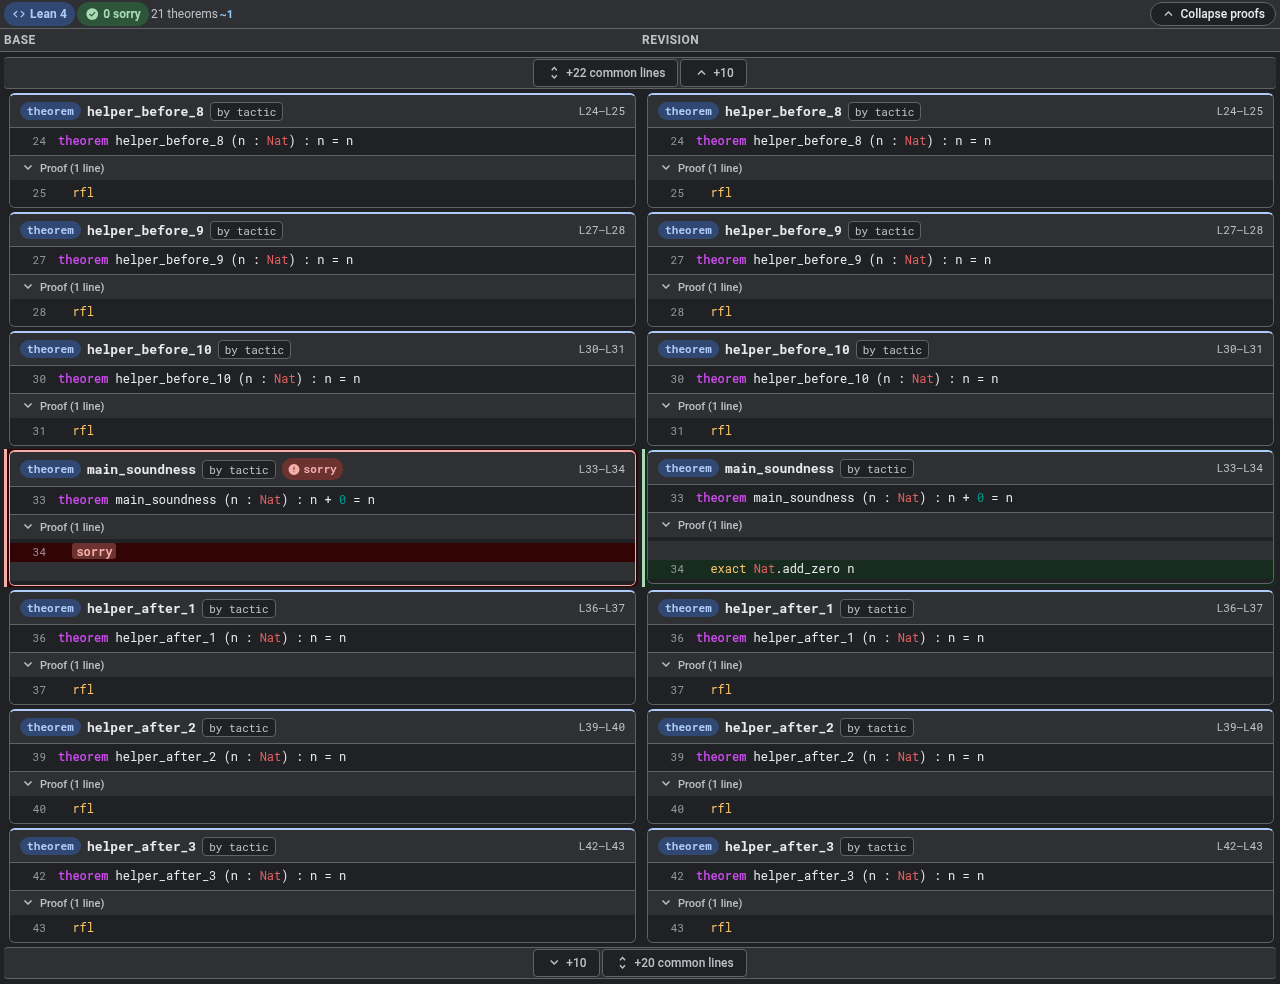 Lean 4 0 sorry 21 theorems ~1 Collapse proofs
BASE REVISION
+22 common lines +10
theorem helper_before_8 by tactic L24–L25 theorem helper_before_8 by tactic L24–L25
24 theorem helper_before_8 (n : Nat) : n = n 24 theorem helper_before_8 (n : Nat) : n = n
Proof (1 line) Proof (1 line)
25 rfl 25 rfl
theorem helper_before_9 by tactic L27–L28 theorem helper_before_9 by tactic L27–L28
27 theorem helper_before_9 (n : Nat) : n = n 27 theorem helper_before_9 (n : Nat) : n = n
Proof (1 line) Proof (1 line)
28 rfl 28 rfl
theorem helper_before_10 by tactic L30–L31 theorem helper_before_10 by tactic L30–L31
30 theorem helper_before_10 (n : Nat) : n = n 30 theorem helper_before_10 (n : Nat) : n = n
Proof (1 line) Proof (1 line)
31 rfl 31 rfl
theorem main_soundness by tactic sorry L33–L34 theorem main_soundness by tactic L33–L34
33 theorem main_soundness (n : Nat) : n + 0 = n 33 theorem main_soundness (n : Nat) : n + 0 = n
Proof (1 line) Proof (1 line)
34 sorry
34 exact Nat.add_zero n
theorem helper_after_1 by tactic L36–L37 theorem helper_after_1 by tactic L36–L37
36 theorem helper_after_1 (n : Nat) : n = n 36 theorem helper_after_1 (n : Nat) : n = n
Proof (1 line) Proof (1 line)
37 rfl 37 rfl
theorem helper_after_2 by tactic L39–L40 theorem helper_after_2 by tactic L39–L40
39 theorem helper_after_2 (n : Nat) : n = n 39 theorem helper_after_2 (n : Nat) : n = n
Proof (1 line) Proof (1 line)
40 rfl 40 rfl
theorem helper_after_3 by tactic L42–L43 theorem helper_after_3 by tactic L42–L43
42 theorem helper_after_3 (n : Nat) : n = n 42 theorem helper_after_3 (n : Nat) : n = n
Proof (1 line) Proof (1 line)
43 rfl 43 rfl
+10 +20 common lines